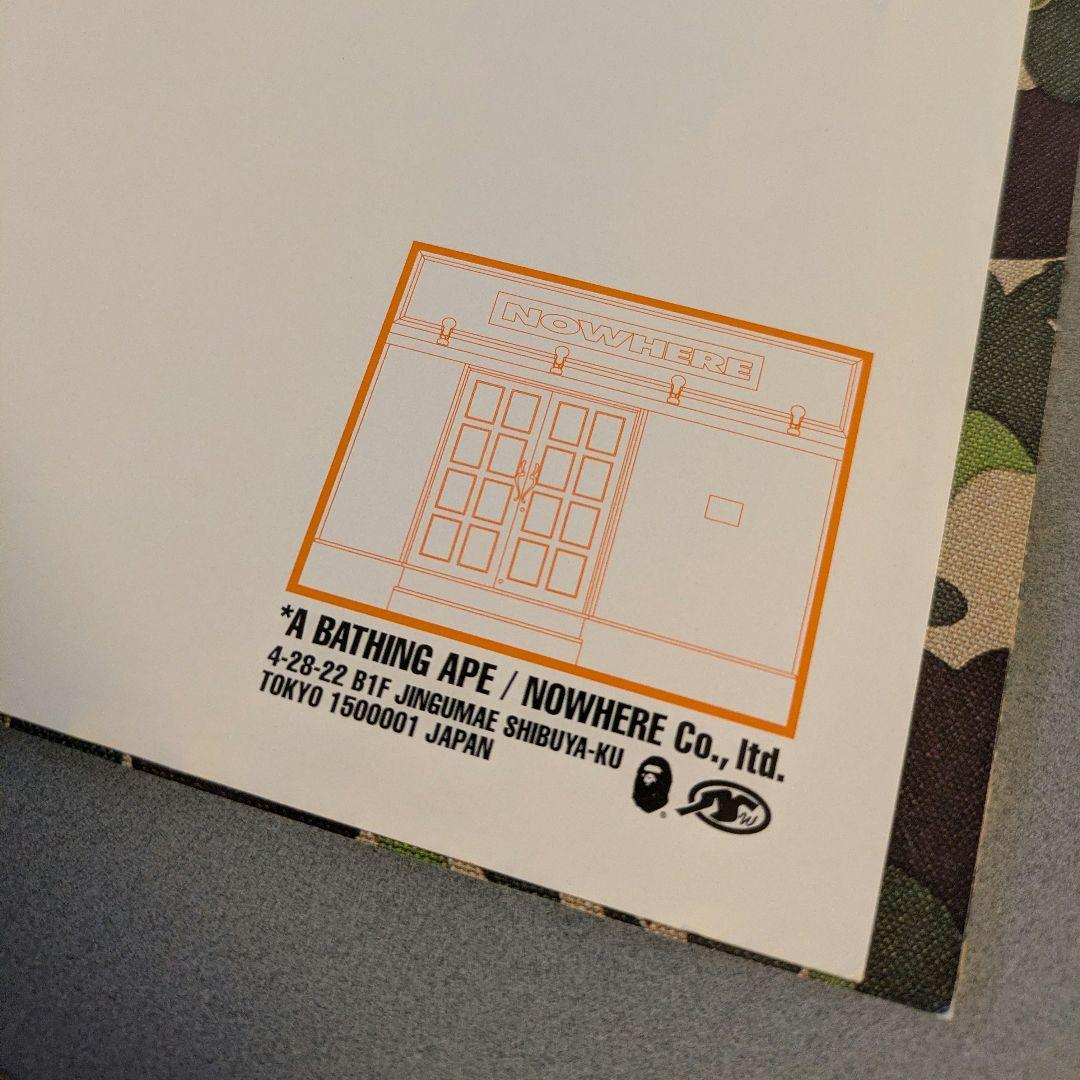 NOWHERE
*A BATHING APE / NOWHERE Co., ltd.
4-28-22 B1F JINGUMAE SHIBUYA-KU
TOKYO 1500001 JAPAN